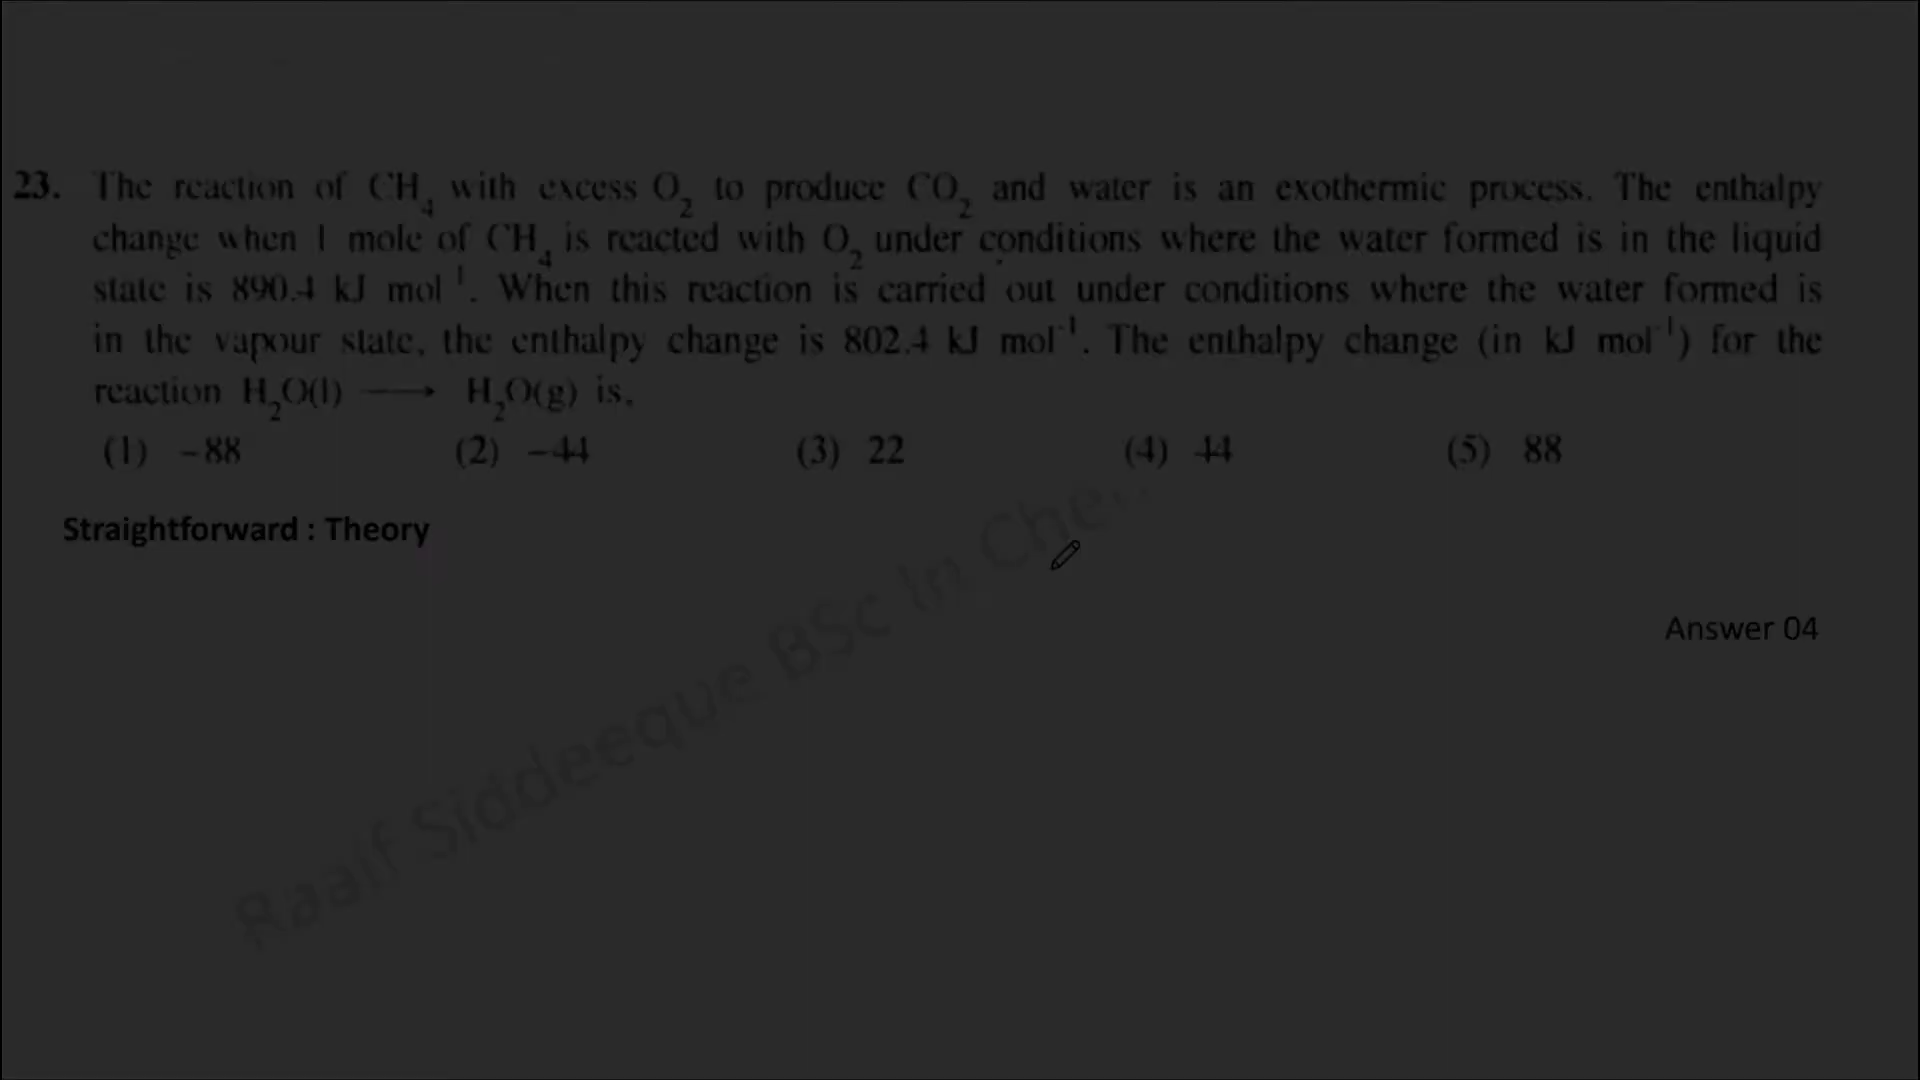 23. The reaction of CH₄ with excess O₂ to produce CO₂ and water is an exothermic process. The enthalpy
change when 1 mole of CH₄ is reacted with O₂ under conditions where the water formed is in the liquid
state is 890.4 kJ mol⁻¹. When this reaction is carried out under conditions where the water formed is
in the vapour state, the enthalpy change is 802.4 kJ mol⁻¹. The enthalpy change (in kJ mol⁻¹) for the
reaction H₂O(l) ⟶ H₂O(g) is,
(1) −88 (2) −44 (3) 22 (4) 44 (5) 88
Straightforward : Theory
Answer 04
Raaif Siddeeque BSc In